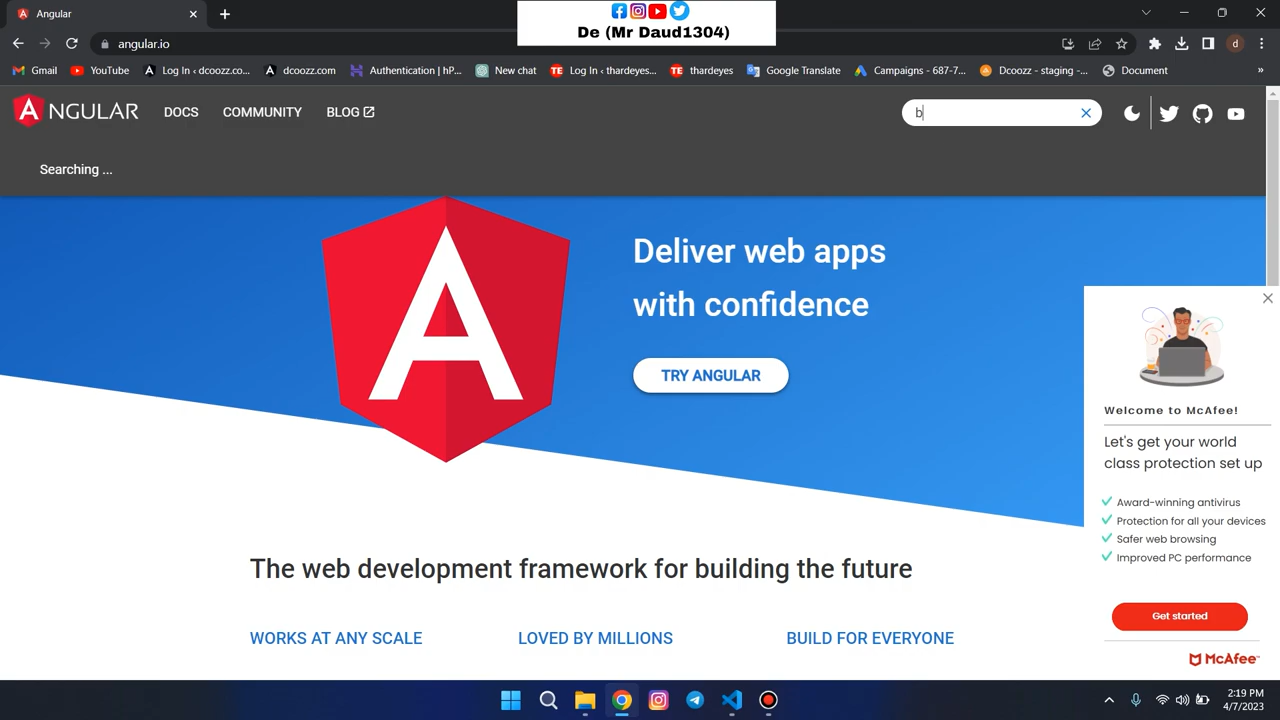 Angular
De (Mr Daud1304)
angular.io
Gmail
YouTube
Log In ‹ dcoozz.co...
dcoozz.com
Authentication | hP...
New chat
Log In ‹ thardeyes...
thardeyes
Google Translate
Campaigns - 687-7...
Dcoozz - staging -...
Document
»
NGULAR
DOCS
COMMUNITY
BLOG
b
Searching ...
Deliver web apps
with confidence
TRY ANGULAR
Welcome to McAfee!
Let's get your world
class protection set up
Award-winning antivirus
Protection for all your devices
Safer web browsing
Improved PC performance
Get started
McAfee
The web development framework for building the future
WORKS AT ANY SCALE
LOVED BY MILLIONS
BUILD FOR EVERYONE
2:19 PM
4/7/2023